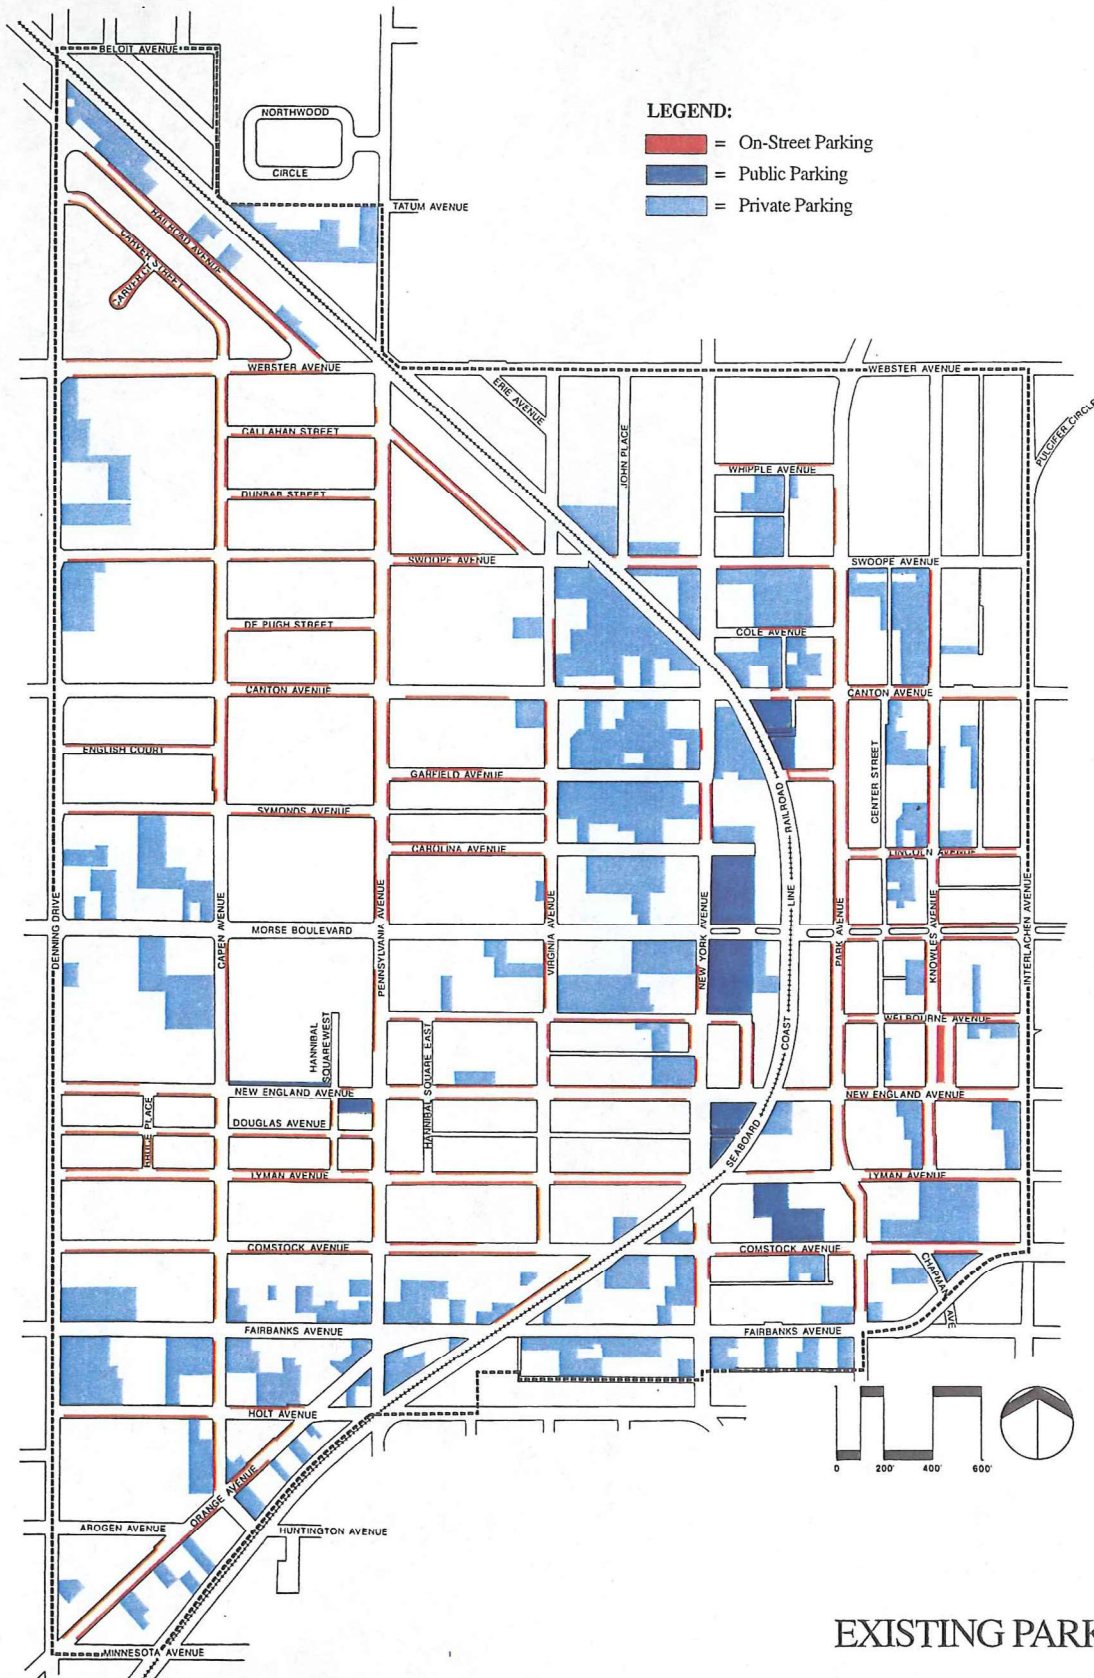 BELOIT AVENUE
NORTHWOOD
CIRCLE
LEGEND:
= On-Street Parking
= Public Parking
= Private Parking
TATUM AVENUE
RAILROAD AVENUE
CARVER STREET
CARVER CT.
WEBSTER AVENUE
WEBSTER AVENUE
ERIE AVENUE
PULCIFER CIRCLE
CALLAHAN STREET
JOHN PLACE
WHIPPLE AVENUE
DUNBAR STREET
SWOOPE AVENUE
SWOOPE AVENUE
DE PUGH STREET
COLE AVENUE
CANTON AVENUE
CANTON AVENUE
ENGLISH COURT
GARFIELD AVENUE
CENTER STREET
SYMONDS AVENUE
CAROLINA AVENUE
LINCOLN AVENUE
DENNING DRIVE
CAPEN AVENUE
MORSE BOULEVARD
PENNSYLVANIA AVENUE
VIRGINIA AVENUE
NEW YORK AVENUE
SEABOARD COAST LINE RAILROAD
PARK AVENUE
KNOWLES AVENUE
INTERLACHEN AVENUE
HANNIBAL
SQUARE WEST
HANNIBAL SQUARE EAST
WELBOURNE AVENUE
NEW ENGLAND AVENUE
NEW ENGLAND AVENUE
BRUCE PLACE
DOUGLAS AVENUE
LYMAN AVENUE
LYMAN AVENUE
COMSTOCK AVENUE
COMSTOCK AVENUE
CHAPMAN AVE
FAIRBANKS AVENUE
FAIRBANKS AVENUE
HOLT AVENUE
ORANGE AVENUE
0 200' 400' 600'
AROGEN AVENUE
HUNTINGTON AVENUE
MINNESOTA AVENUE
EXISTING PARK